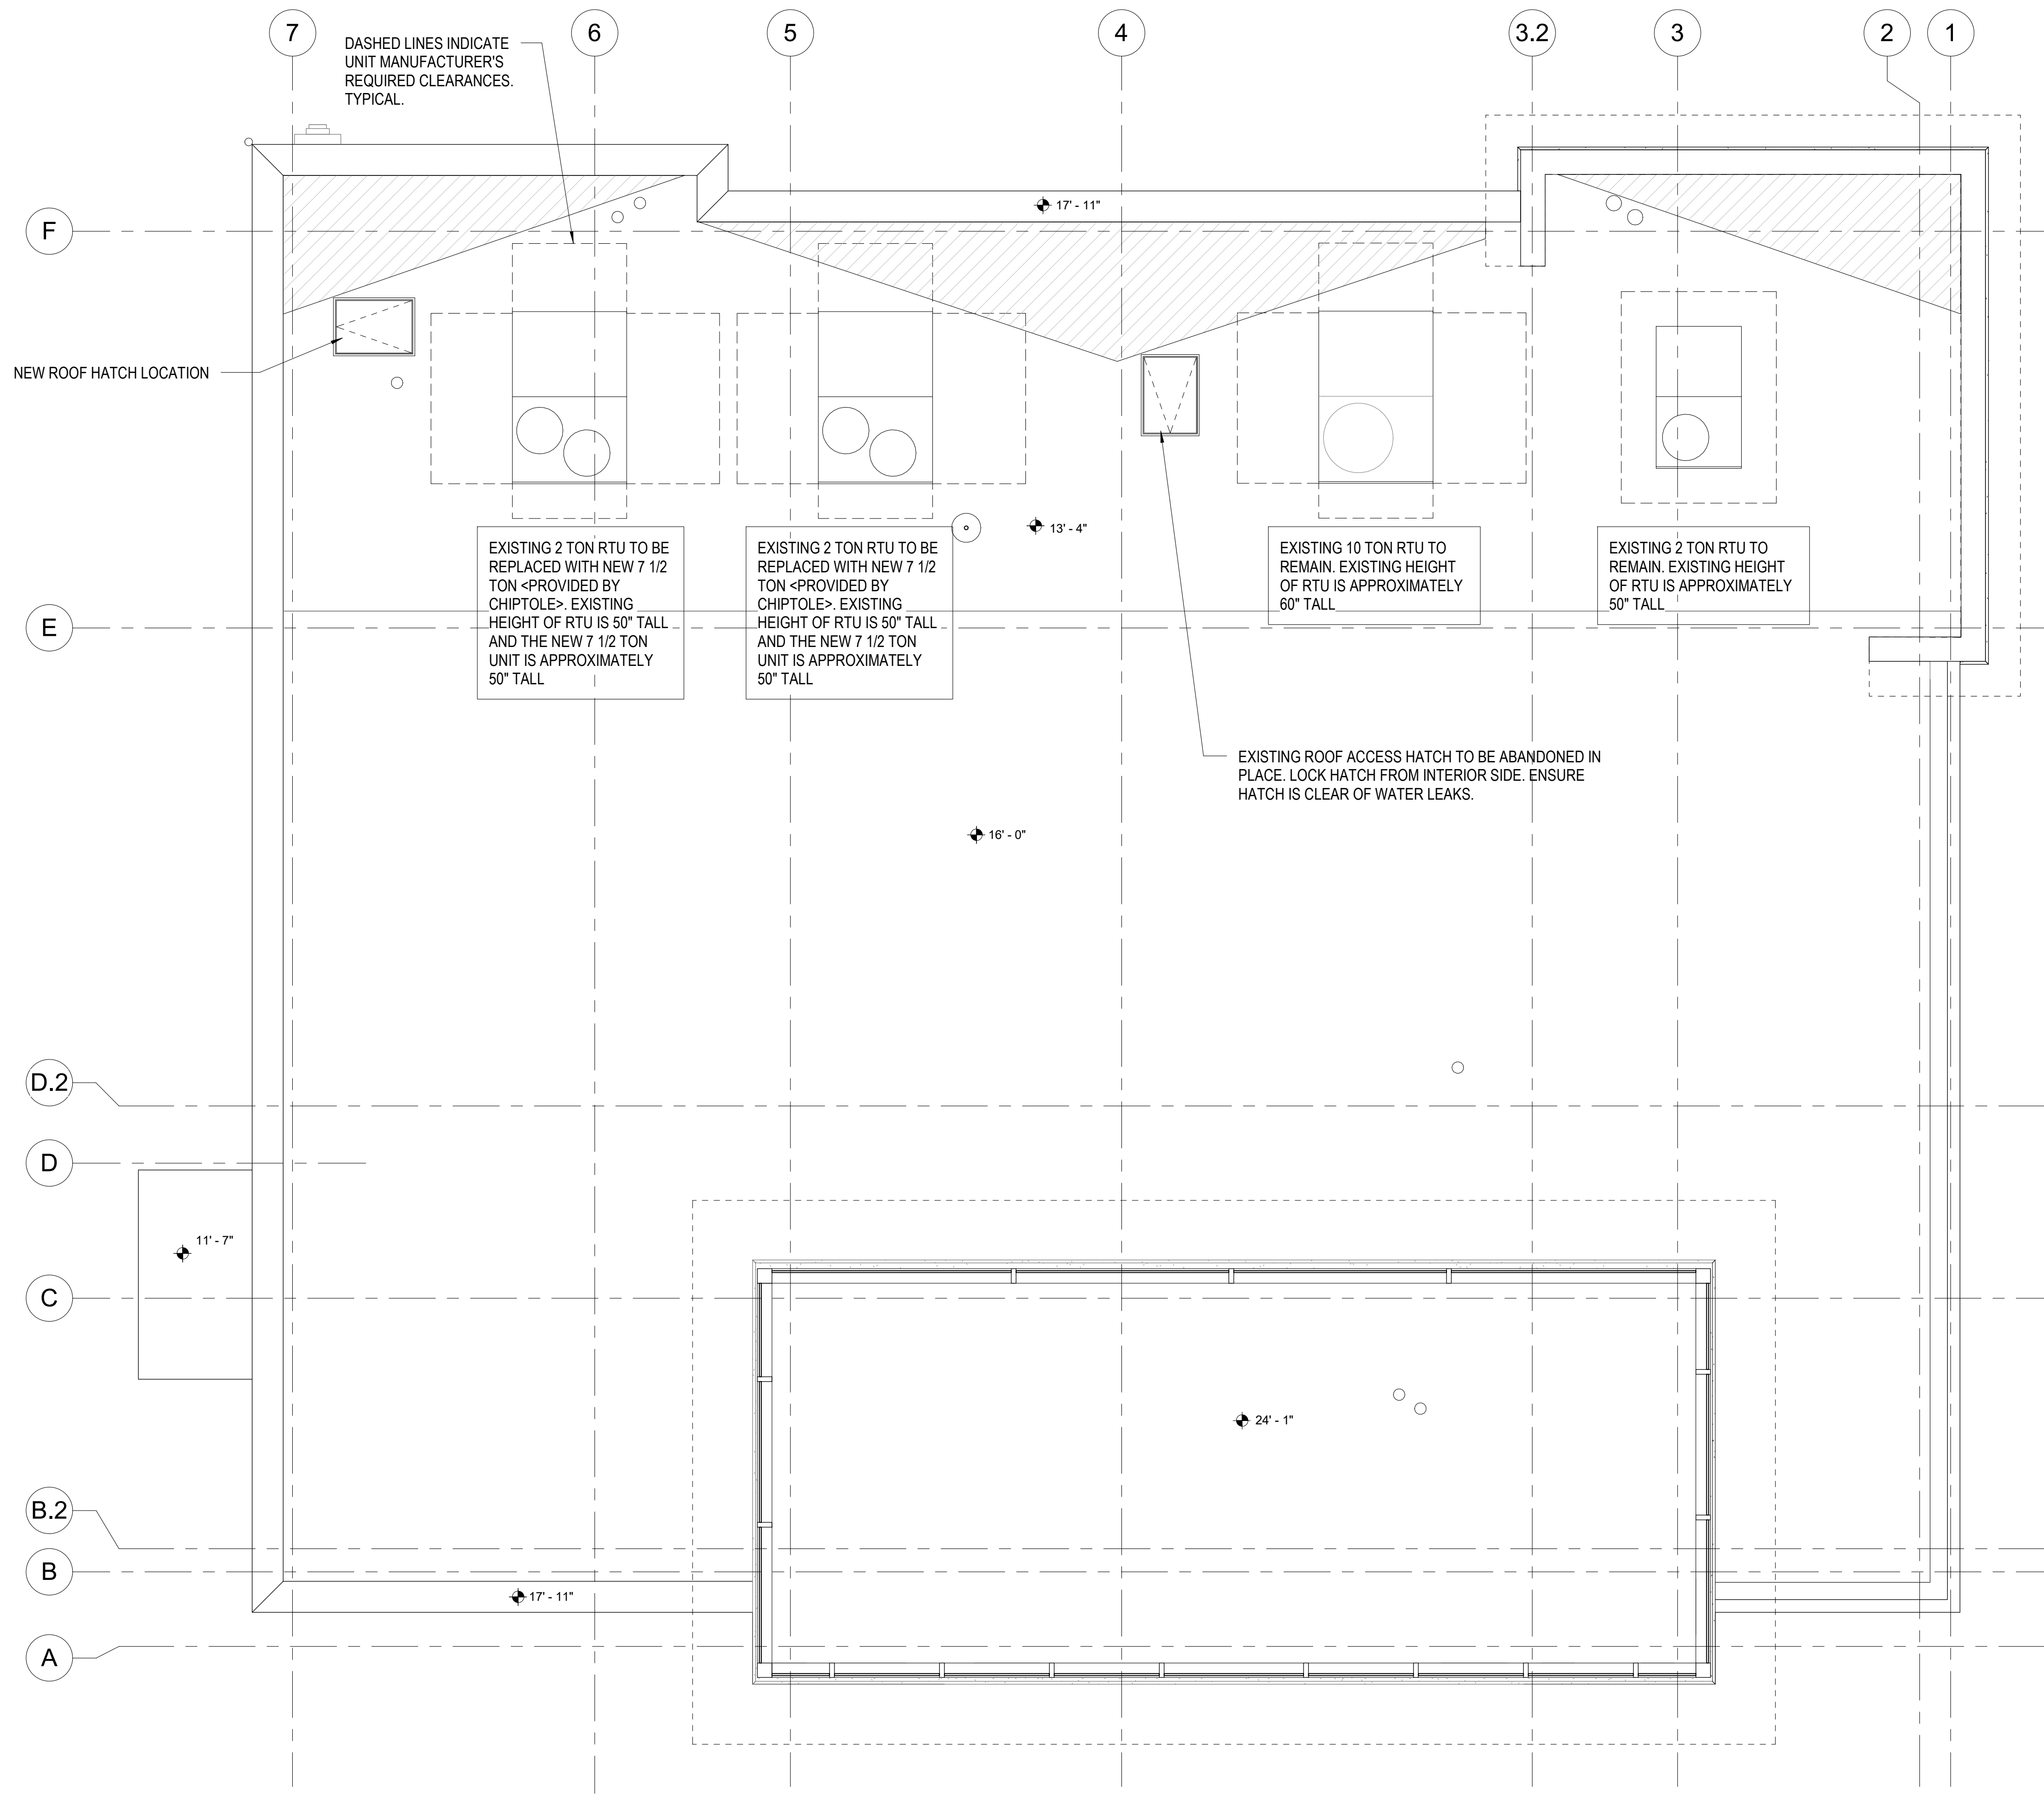 7
6
5
4
3.2
3
2
1
DASHED LINES INDICATE
UNIT MANUFACTURER'S
REQUIRED CLEARANCES.
TYPICAL.
17' - 11"
F
NEW ROOF HATCH LOCATION
13' - 4"
EXISTING 2 TON RTU TO BE
REPLACED WITH NEW 7 1/2
TON <PROVIDED BY
CHIPTOLE>. EXISTING
HEIGHT OF RTU IS 50" TALL
AND THE NEW 7 1/2 TON
UNIT IS APPROXIMATELY
50" TALL
EXISTING 2 TON RTU TO BE
REPLACED WITH NEW 7 1/2
TON <PROVIDED BY
CHIPTOLE>. EXISTING
HEIGHT OF RTU IS 50" TALL
AND THE NEW 7 1/2 TON
UNIT IS APPROXIMATELY
50" TALL
EXISTING 10 TON RTU TO
REMAIN. EXISTING HEIGHT
OF RTU IS APPROXIMATELY
60" TALL
EXISTING 2 TON RTU TO
REMAIN. EXISTING HEIGHT
OF RTU IS APPROXIMATELY
50" TALL
E
EXISTING ROOF ACCESS HATCH TO BE ABANDONED IN
PLACE. LOCK HATCH FROM INTERIOR SIDE. ENSURE
HATCH IS CLEAR OF WATER LEAKS.
16' - 0"
D.2
D
11' - 7"
C
24' - 1"
B.2
B
17' - 11"
A